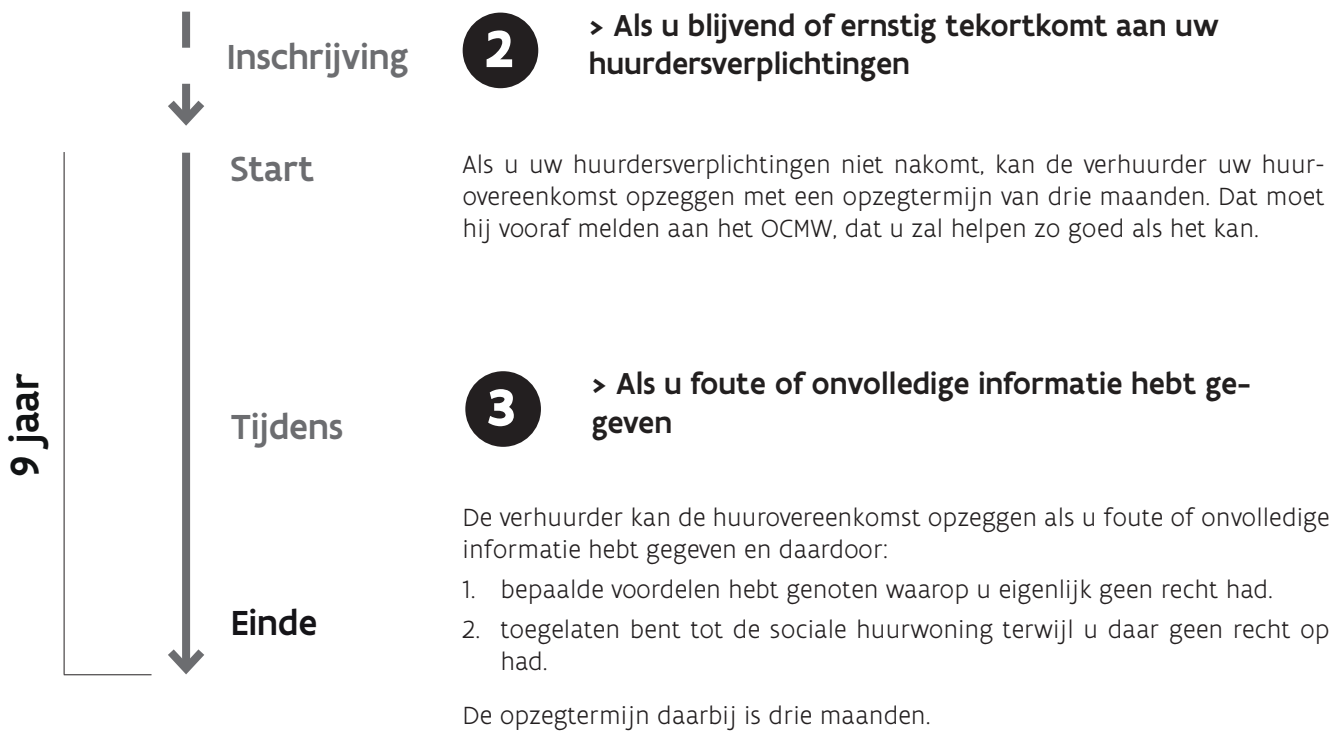 Inschrijving
Start
9 jaar
Tijdens
Einde
2
> Als u blijvend of ernstig tekortkomt aan uw
huurdersverplichtingen
Als u uw huurdersverplichtingen niet nakomt, kan de verhuurder uw huur-
overeenkomst opzeggen met een opzegtermijn van drie maanden. Dat moet
hij vooraf melden aan het OCMW, dat u zal helpen zo goed als het kan.
3
> Als u foute of onvolledige informatie hebt ge-
geven
De verhuurder kan de huurovereenkomst opzeggen als u foute of onvolledige
informatie hebt gegeven en daardoor:
1. bepaalde voordelen hebt genoten waarop u eigenlijk geen recht had.
2. toegelaten bent tot de sociale huurwoning terwijl u daar geen recht op
had.
De opzegtermijn daarbij is drie maanden.